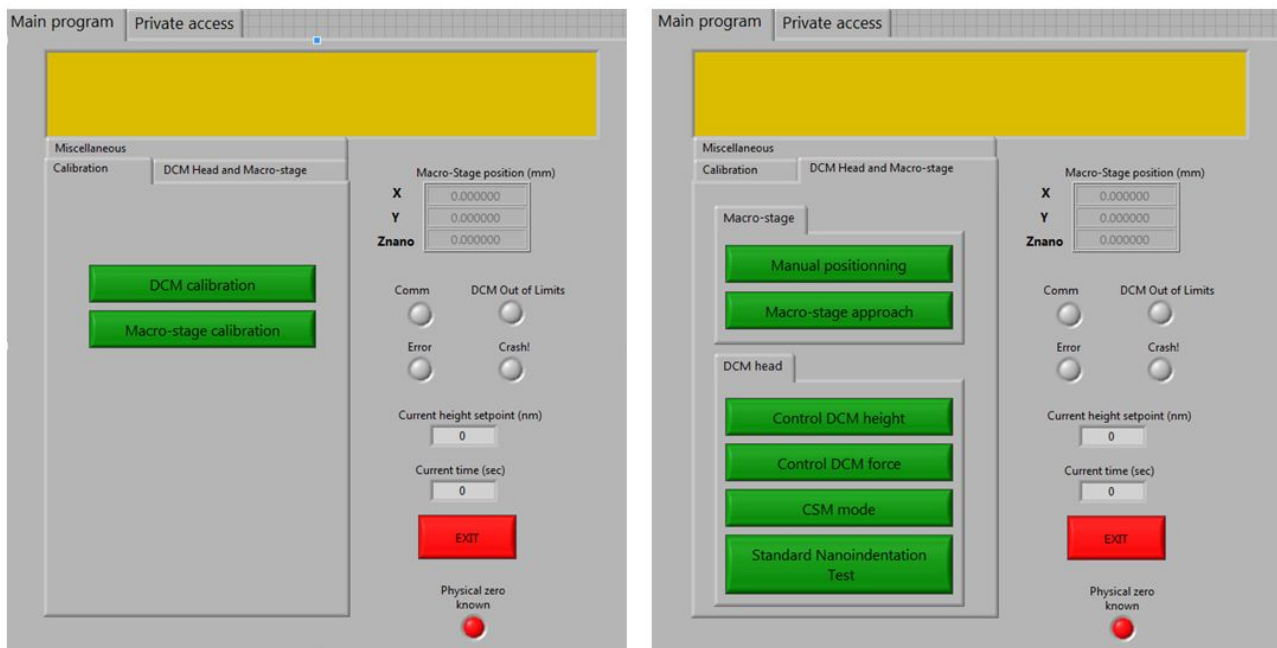 Main program
Private access
Miscellaneous
Calibration
DCM Head and Macro-stage
DCM calibration
Macro-stage calibration
Macro-Stage position (mm)
X 0.000000
Y 0.000000
Znano 0.000000
Comm
DCM Out of Limits
Error
Crash!
Current height setpoint (nm)
0
Current time (sec)
0
EXIT
Physical zero
known
Main program
Private access
Miscellaneous
Calibration
DCM Head and Macro-stage
Macro-stage
Manual positionning
Macro-stage approach
DCM head
Control DCM height
Control DCM force
CSM mode
Standard Nanoindentation
Test
Macro-Stage position (mm)
X 0.000000
Y 0.000000
Znano 0.000000
Comm
DCM Out of Limits
Error
Crash!
Current height setpoint (nm)
0
Current time (sec)
0
EXIT
Physical zero
known